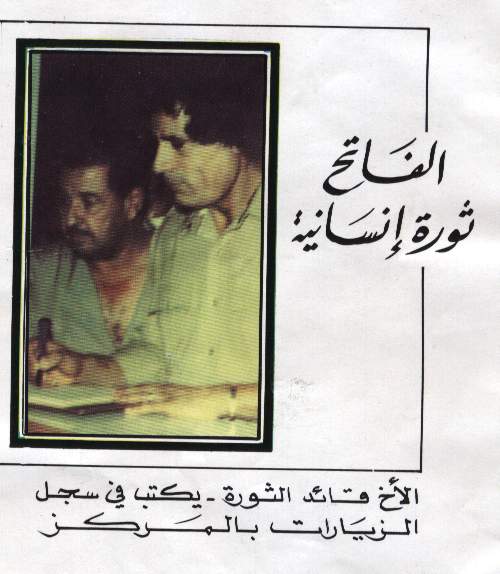 الفاتح
ثورة إنسانية
الأخ قائد الثورة - يكتب في سجل
الزيارات بالمركز